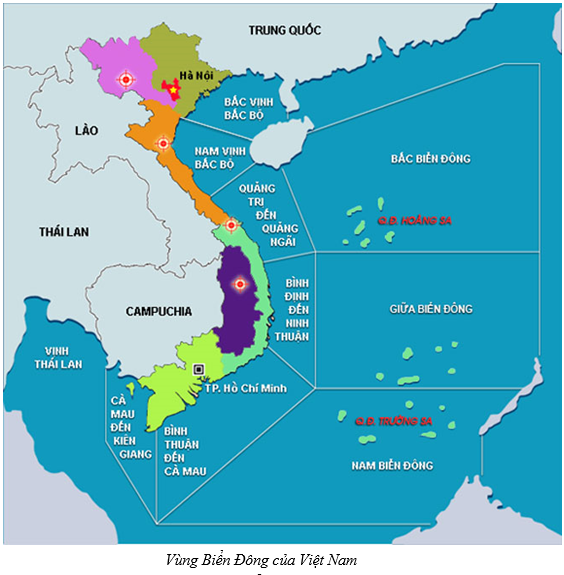 TRUNG QUỐC
Hà Nội
BẮC VỊNH
BẮC BỘ
LÀO
NAM VỊNH
BẮC BỘ
BẮC BIỂN ĐÔNG
QUẢNG
TRỊ
ĐẾN
QUẢNG
NGÃI
Q.Đ. HOÀNG SA
THÁI LAN
BÌNH
ĐỊNH
ĐẾN
NINH
THUẬN
CAMPUCHIA
GIỮA BIỂN ĐÔNG
VỊNH
THÁI LAN
TP. Hồ Chí Minh
CÀ
MAU
ĐẾN
KIÊN
GIANG
BÌNH
THUẬN
ĐẾN
CÀ MAU
Q.Đ. TRƯỜNG SA
NAM BIỂN ĐÔNG
Vùng Biển Đông của Việt Nam